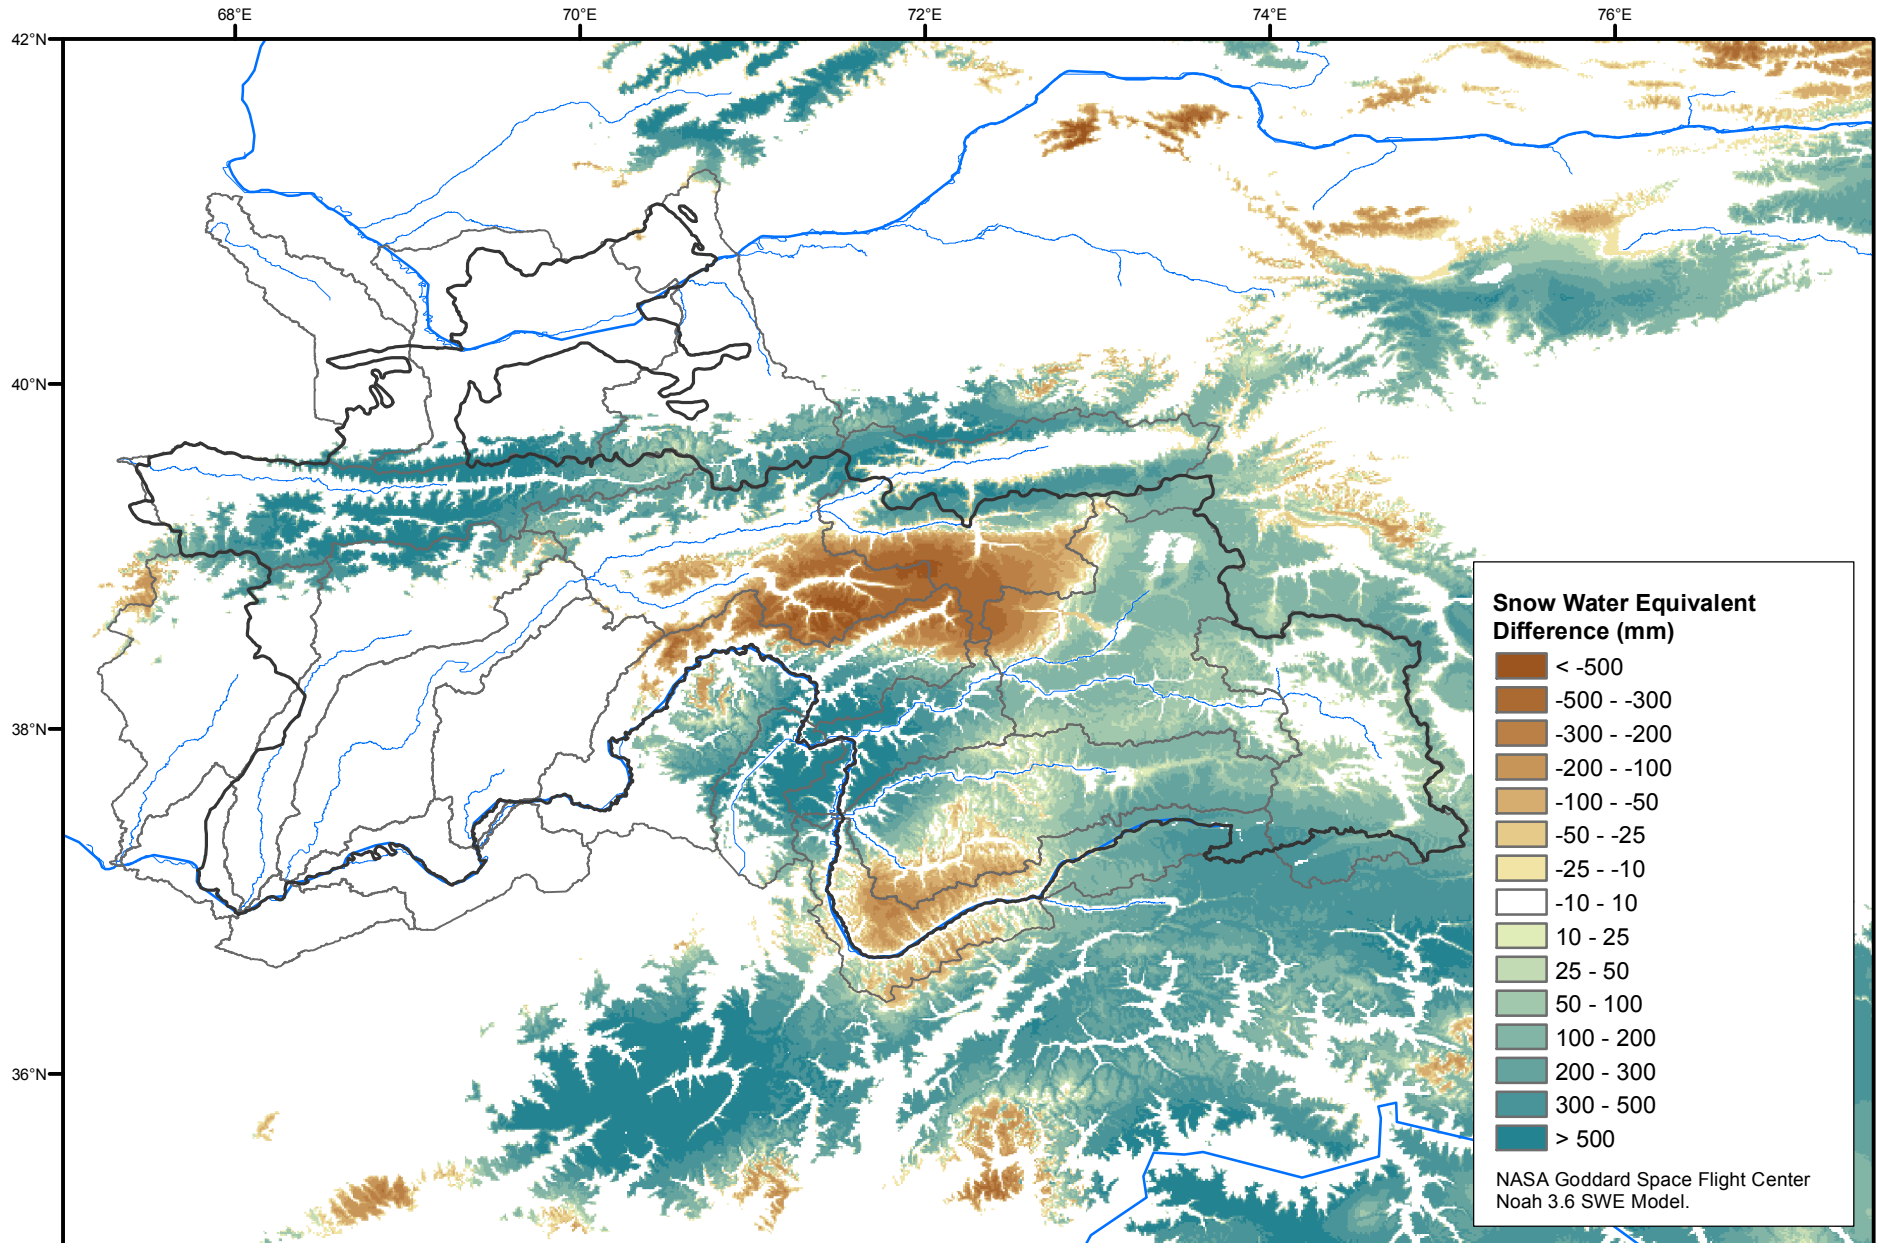 68°E
70°E
72°E
74°E
76°E
42°N
40°N
38°N
36°N
Snow Water Equivalent
Difference (mm)
< -500
-500 - -300
-300 - -200
-200 - -100
-100 - -50
-50 - -25
-25 - -10
-10 - 10
10 - 25
25 - 50
50 - 100
100 - 200
200 - 300
300 - 500
> 500
NASA Goddard Space Flight Center
Noah 3.6 SWE Model.